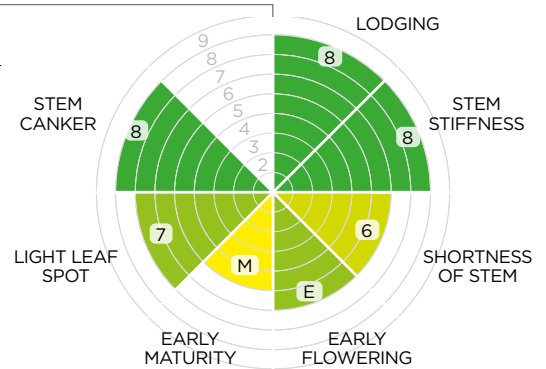 LODGING
9
8
7
6
5
4
3
2
8
STEM
CANKER
8
STEM
STIFFNESS
8
7
6
LIGHT LEAF
SPOT
M
E
SHORTNESS
OF STEM
EARLY
MATURITY
EARLY
FLOWERING